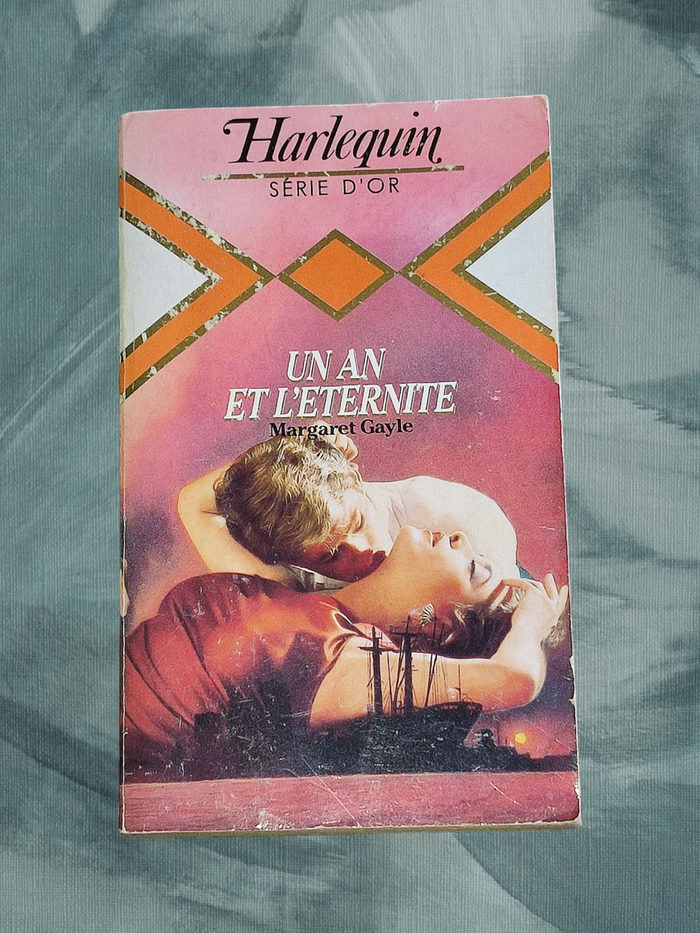 Harlequin
SÉRIE D'OR
UN AN
ET L'ETERNITE
Margaret Gayle